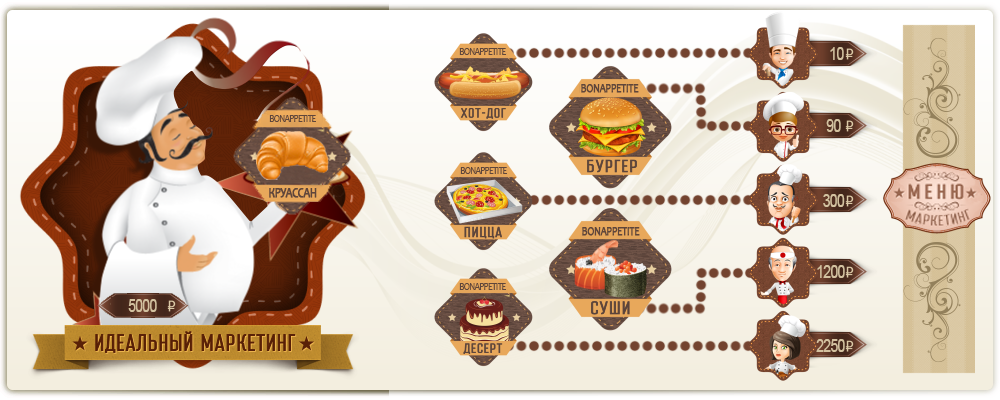 BONAPPETITE
КРУАССАН
5000 ₽
★ ИДЕАЛЬНЫЙ МАРКЕТИНГ ★
BONAPPETITE
ХОТ-ДОГ
10 ₽
BONAPPETITE
БУРГЕР
90 ₽
BONAPPETITE
ПИЦЦА
300₽
BONAPPETITE
СУШИ
1200₽
BONAPPETITE
ДЕСЕРТ
2250₽
★ МЕНЮ ★
МАРКЕТИНГ